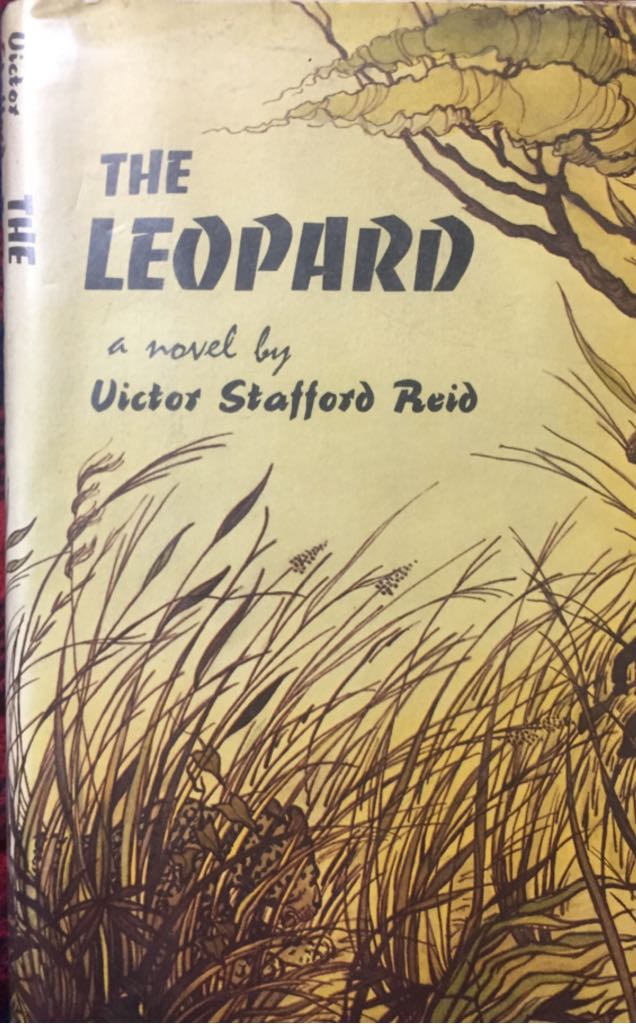 THE
LEOPARD
a novel by
Victor Stafford Reid
Victor
THE